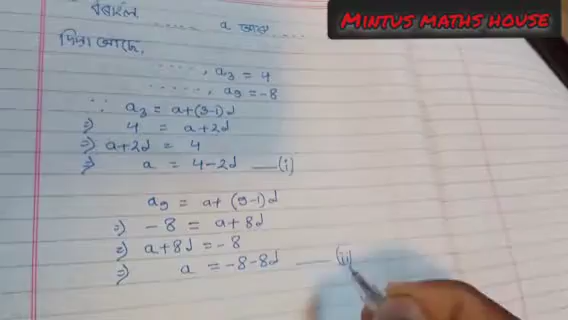 MINTUS MATHS HOUSE
a
দিয়া আছে,
....., a₃ = 4
......, a₉ = -8
∴ a₃ = a+(3-1)d
⇒ 4 = a+2d
⇒ a+2d = 4
⇒ a = 4-2d —(i)
a₉ = a+(9-1)d
⇒ -8 = a+8d
⇒ a+8d = -8
⇒ a = -8-8d —(ii)